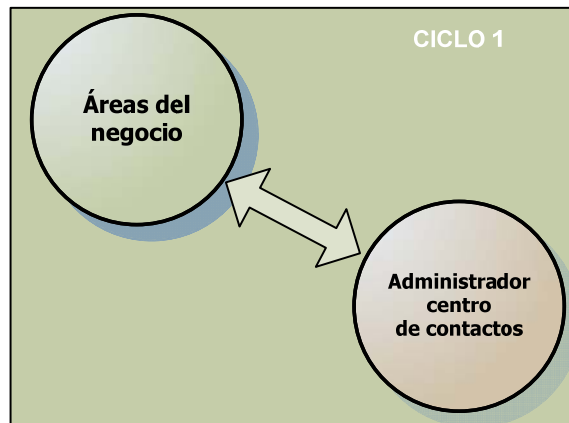 CICLO 1
Áreas del
negocio
Administrador
centro
de contactos